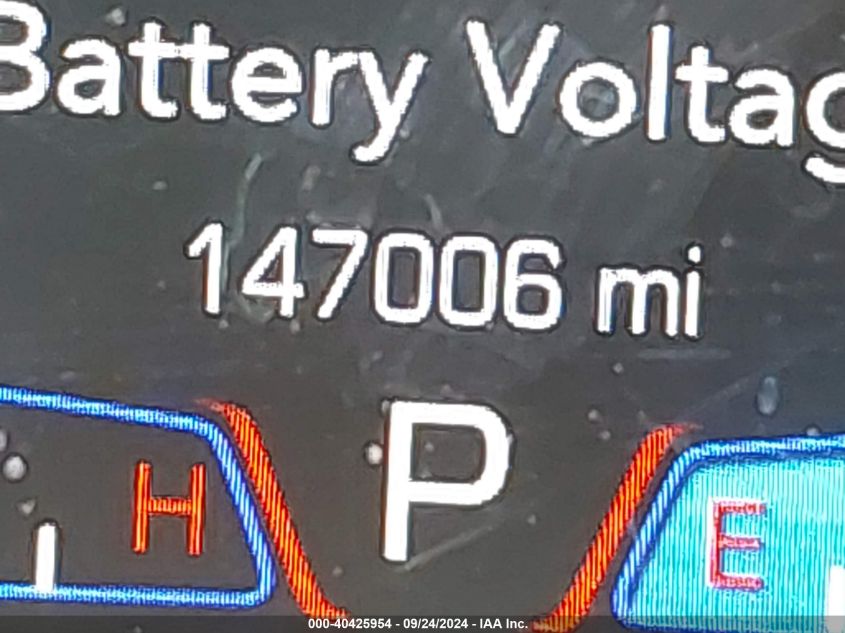 Battery Voltag
147006 mi
P
H
E
000-40425954 - 09/24/2024 - IAA Inc.